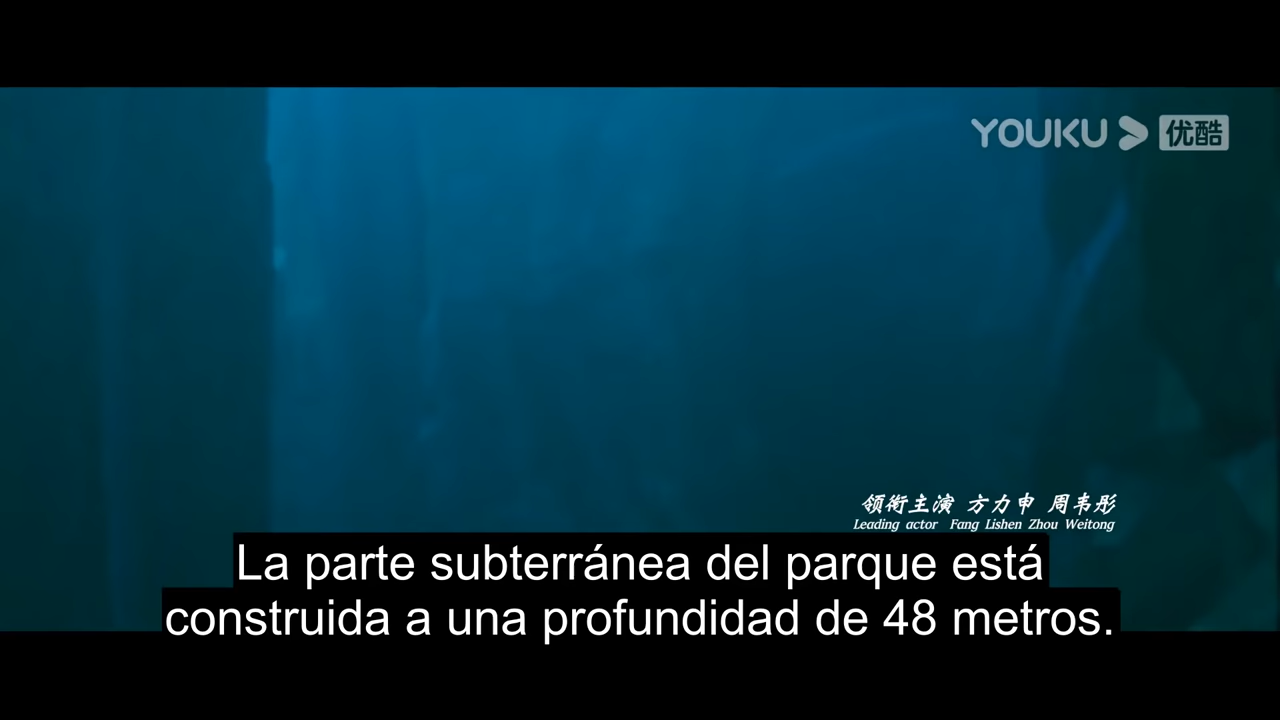 YOUKU 优酷
领衔主演 方力申 周韦彤
Leading actor Fang Lishen Zhou Weitong
La parte subterránea del parque está
construida a una profundidad de 48 metros.